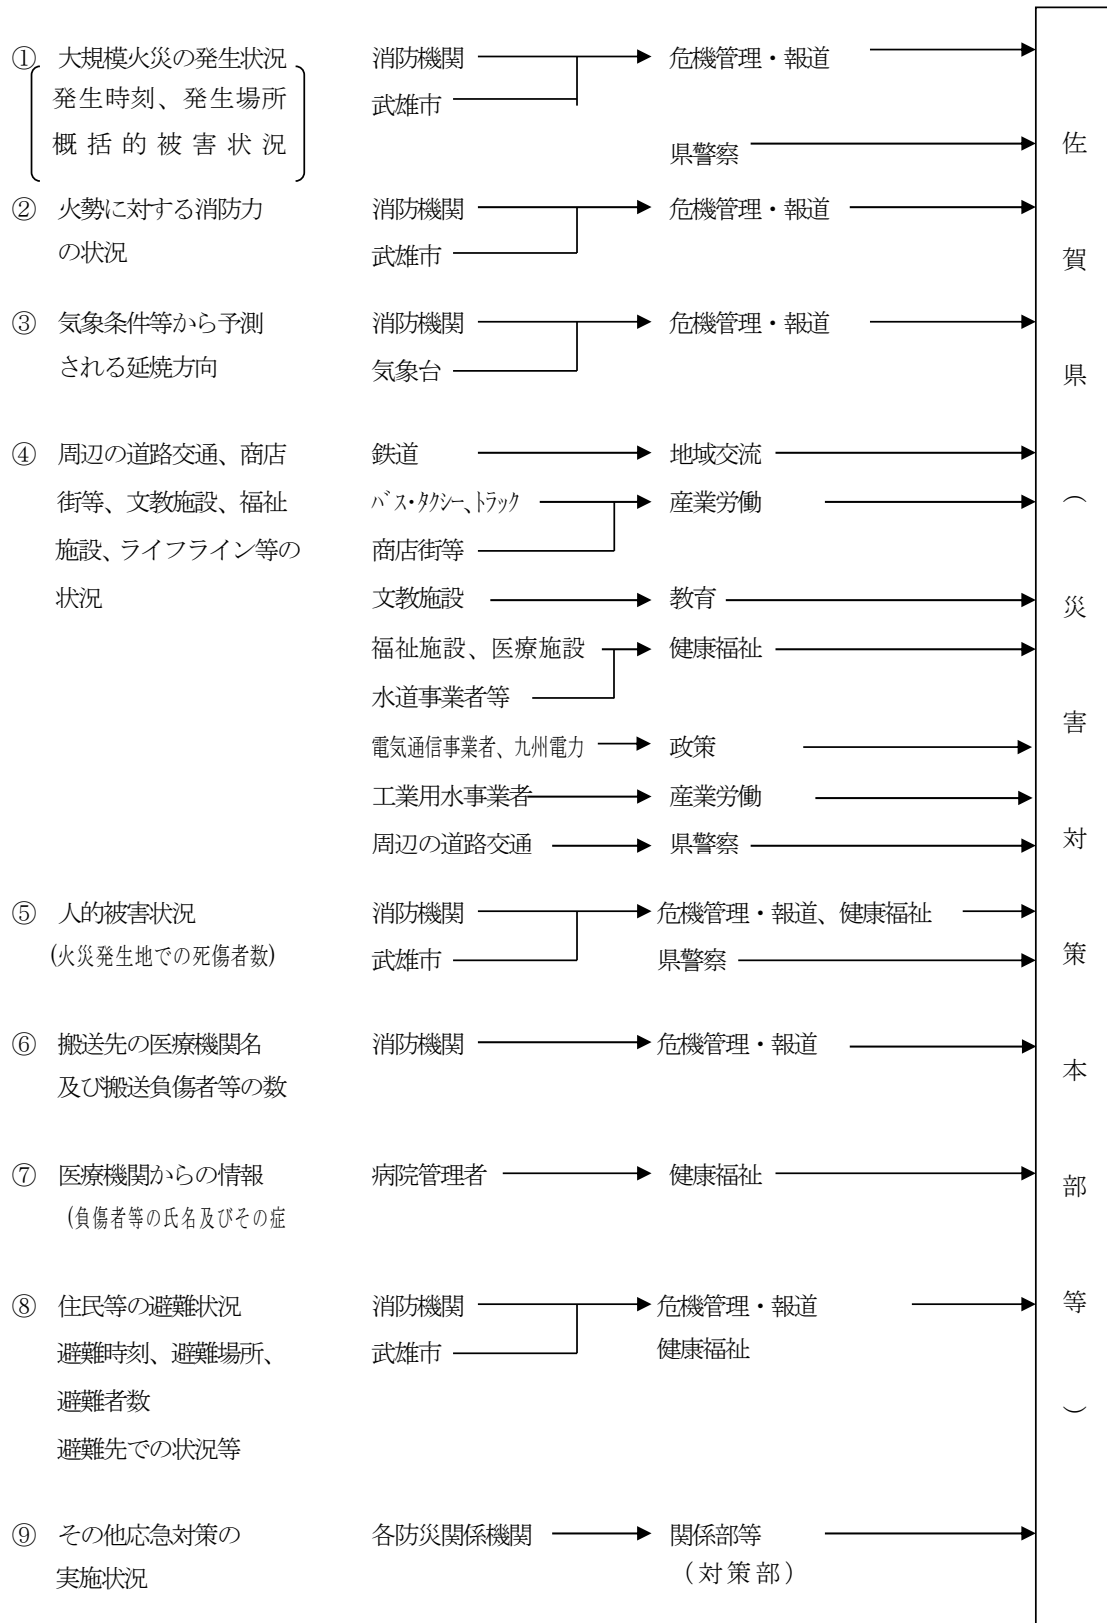 ① 大規模火災の発生状況 消防機関 危機管理・報道
発生時刻、発生場所 武雄市
概括的被害状況 県警察
② 火勢に対する消防力 消防機関 危機管理・報道
の状況 武雄市
③ 気象条件等から予測 消防機関 危機管理・報道
される延焼方向 気象台
④ 周辺の道路交通、商店 鉄道 地域交流
街等、文教施設、福祉 バス・タクシー、トラック 産業労働
施設、ライフライン等の 商店街等
状況 文教施設 教育
福祉施設、医療施設 健康福祉
水道事業者等
電気通信事業者、九州電力 政策
工業用水事業者 産業労働
周辺の道路交通 県警察
⑤ 人的被害状況 消防機関 危機管理・報道、健康福祉
(火災発生地での死傷者数) 武雄市 県警察
⑥ 搬送先の医療機関名 消防機関 危機管理・報道
及び搬送負傷者等の数
⑦ 医療機関からの情報 病院管理者 健康福祉
(負傷者等の氏名及びその症
⑧ 住民等の避難状況 消防機関 危機管理・報道
避難時刻、避難場所、 武雄市 健康福祉
避難者数
避難先での状況等
⑨ その他応急対策の 各防災関係機関 関係部等
実施状況 (対策部)
佐賀県(災害対策本部等)